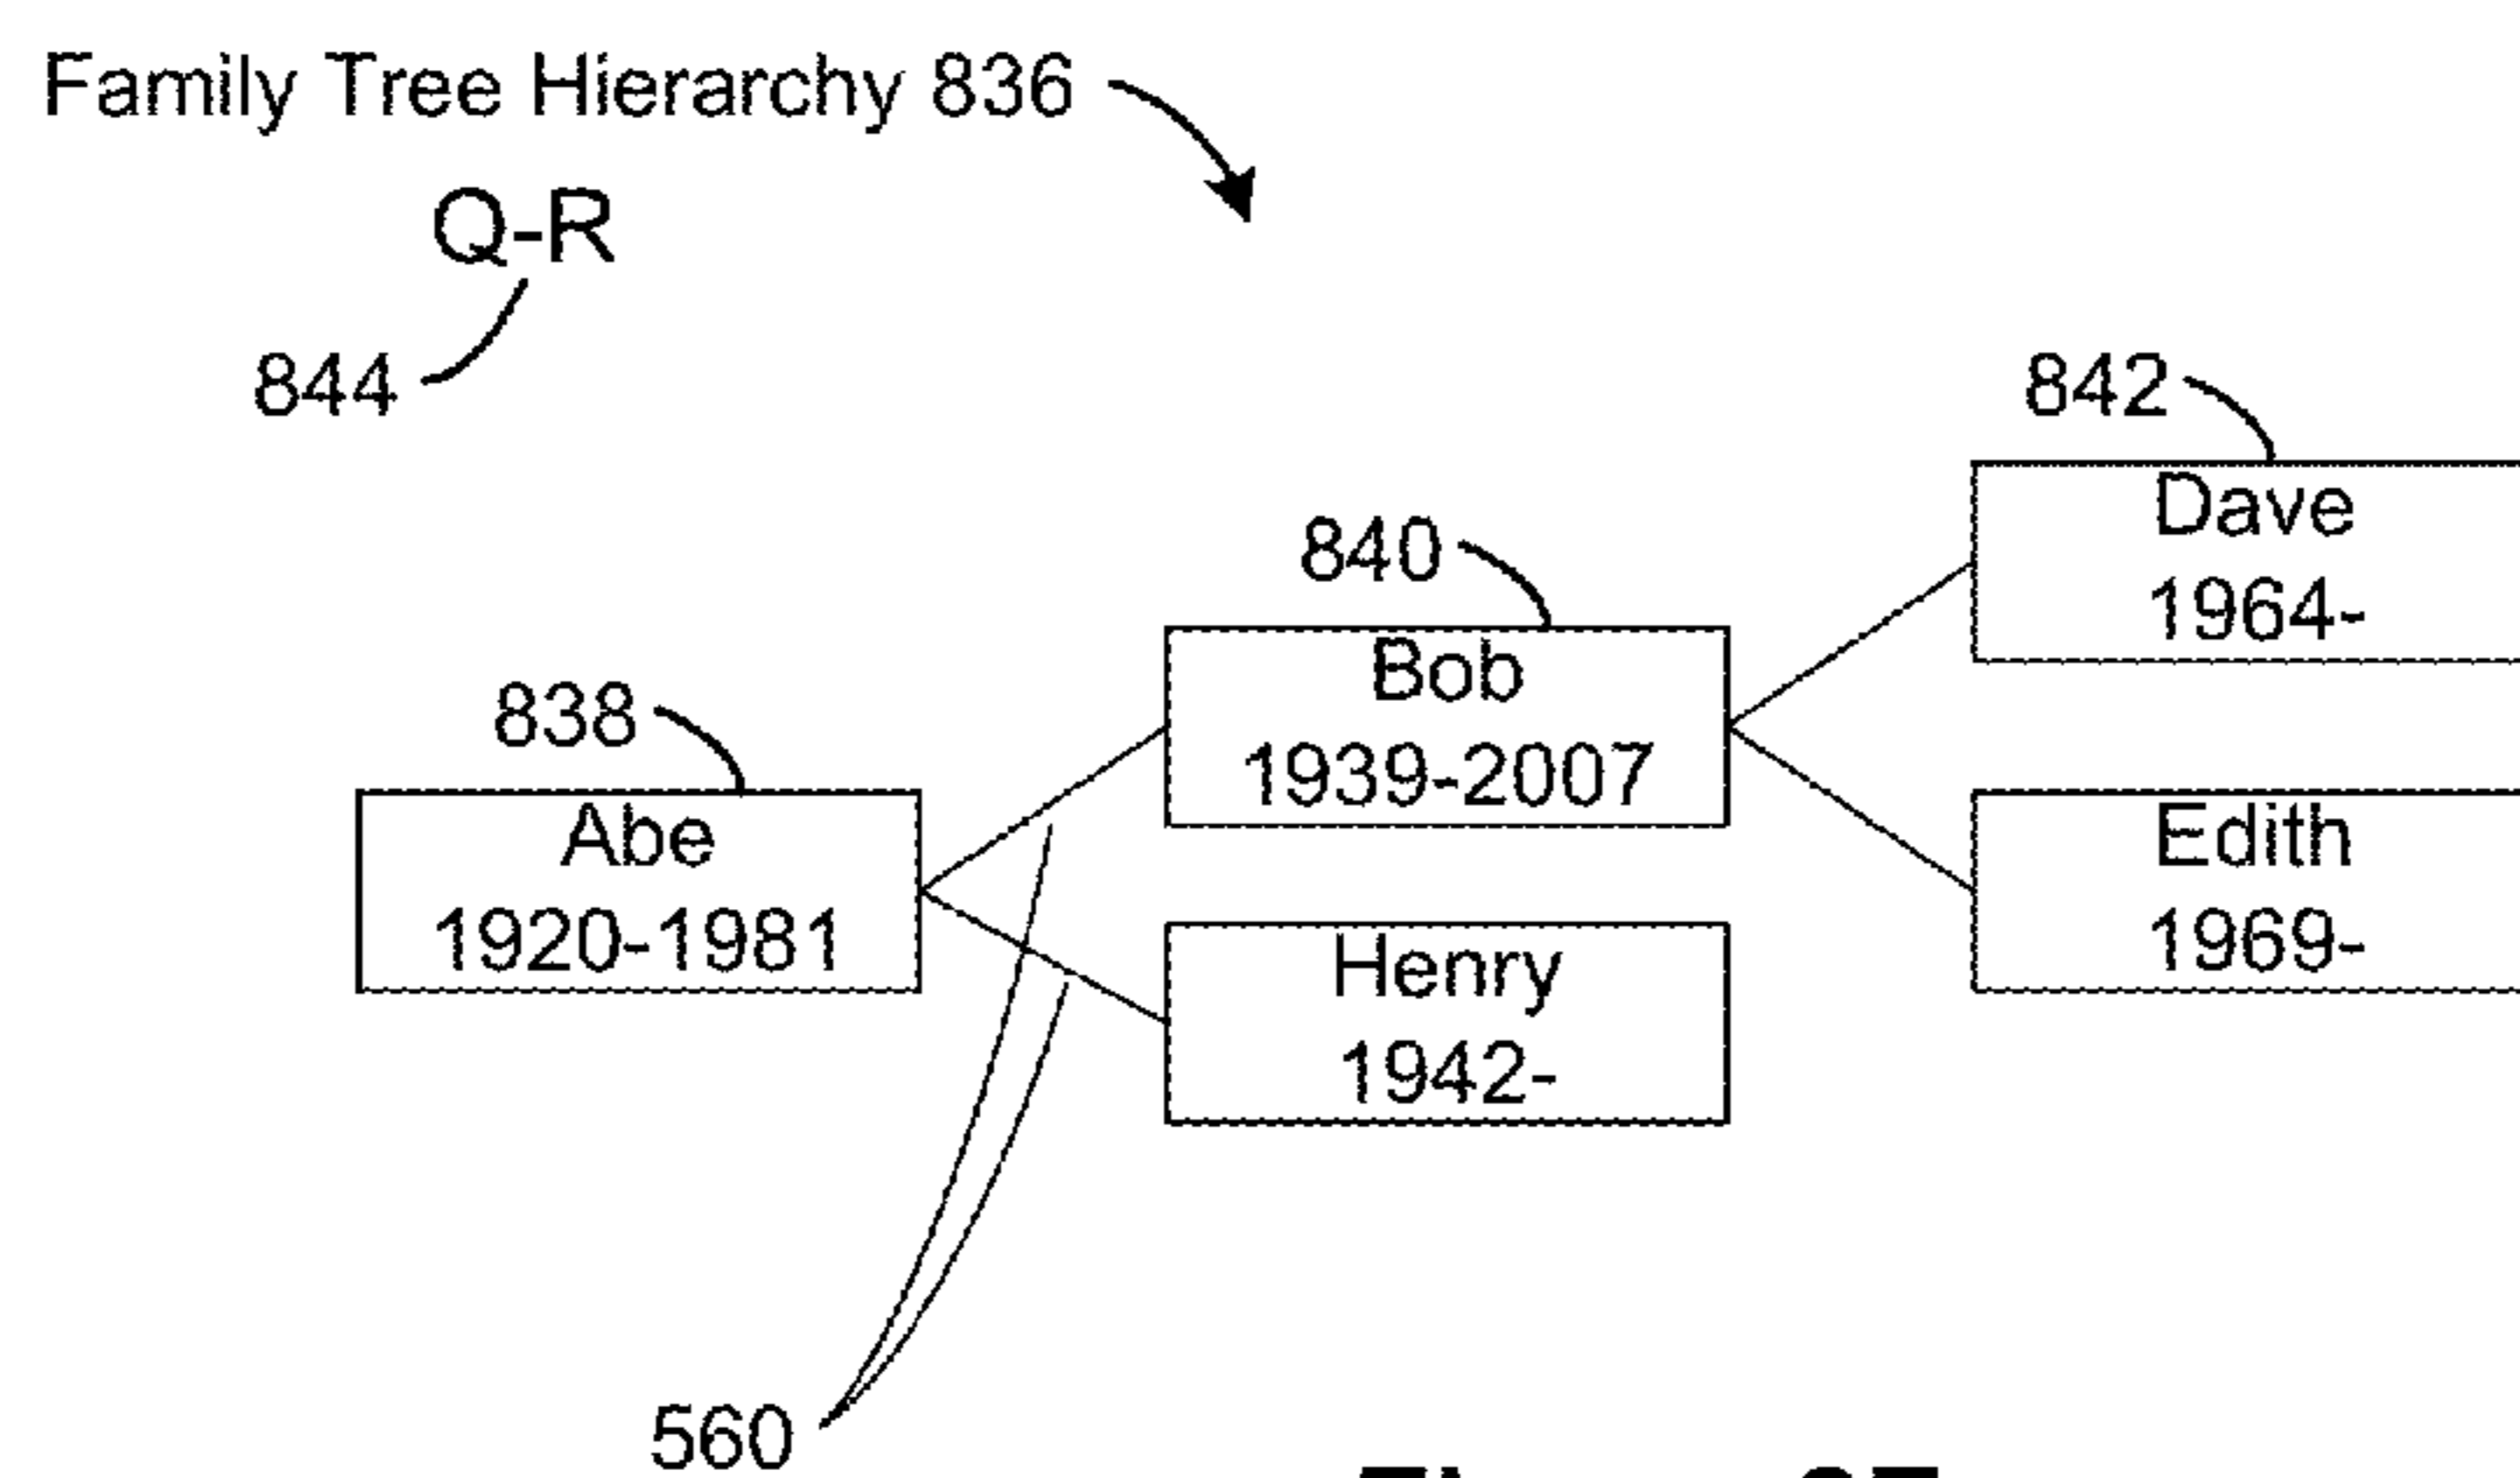 Family Tree Hierarchy 836
Q-R
844
842
Dave
1964-
840
Bob
1939-2007
838
Abe
1920-1981
Edith
1969-
Henry
1942-
560